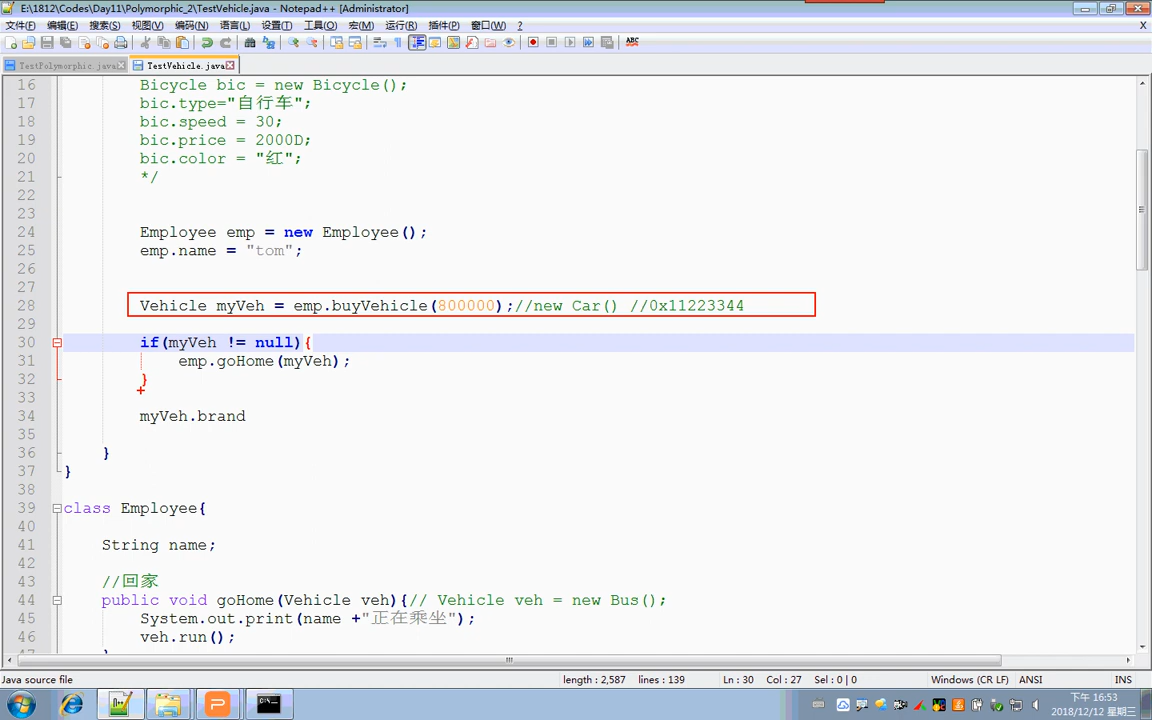 E:\1812\Codes\Day11\Polymorphic_2\TestVehicle.java - Notepad++ [Administrator]
文件(F) 编辑(E) 搜索(S) 视图(V) 编码(N) 语言(L) 设置(T) 工具(O) 宏(M) 运行(R) 插件(P) 窗口(W) ? X
TestPolymorphic.java TestVehicle.java
16 Bicycle bic = new Bicycle();
17 bic.type="自行车";
18 bic.speed = 30;
19 bic.price = 2000D;
20 bic.color = "红";
21 */
22
23
24 Employee emp = new Employee();
25 emp.name = "tom";
26
27
28 Vehicle myVeh = emp.buyVehicle(800000);//new Car() //0x11223344
29
30 if(myVeh != null){
31 emp.goHome(myVeh);
32 }
33
34 myVeh.brand
35
36 }
37 }
38
39 class Employee{
40
41 String name;
42
43 //回家
44 public void goHome(Vehicle veh){// Vehicle veh = new Bus();
45 System.out.print(name +"正在乘坐");
46 veh.run();
Java source file length : 2,587 lines : 139 Ln : 30 Col : 27 Sel : 0 | 0 Windows (CR LF) ANSI INS
下午 16:53
2018/12/12 星期三